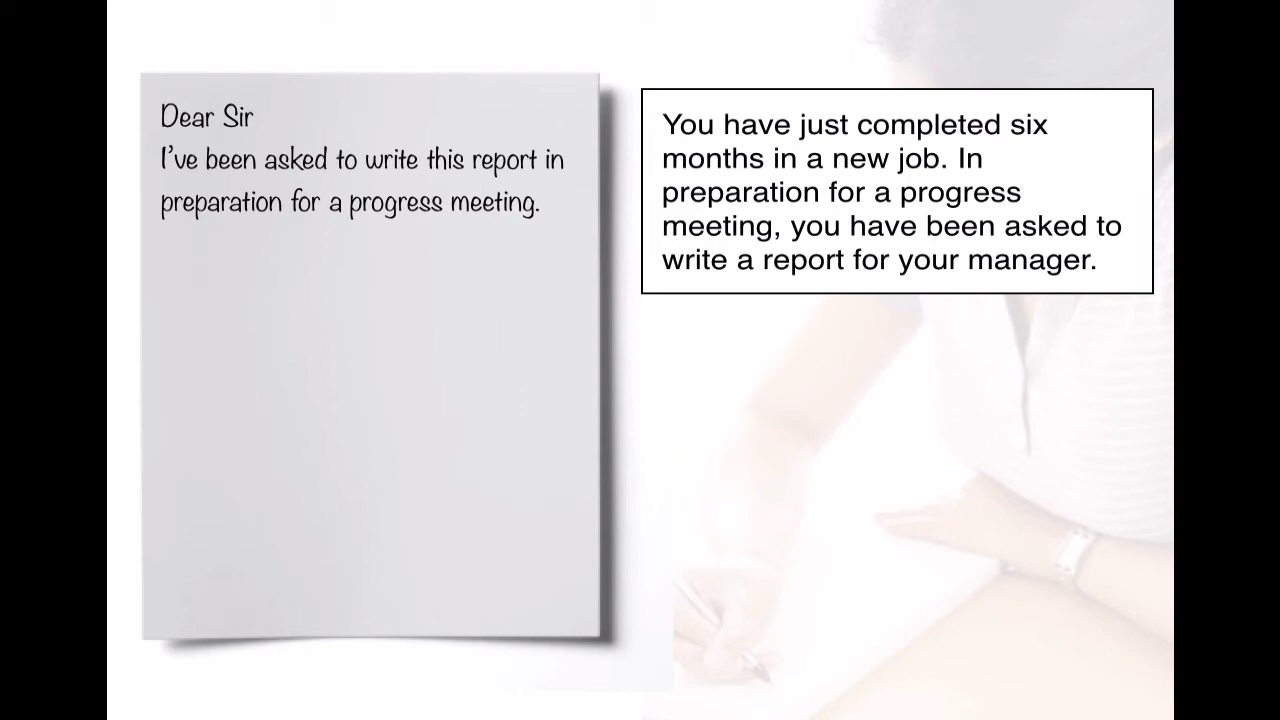 Dear Sir
I've been asked to write this report in
preparation for a progress meeting.
You have just completed six
months in a new job. In
preparation for a progress
meeting, you have been asked to
write a report for your manager.